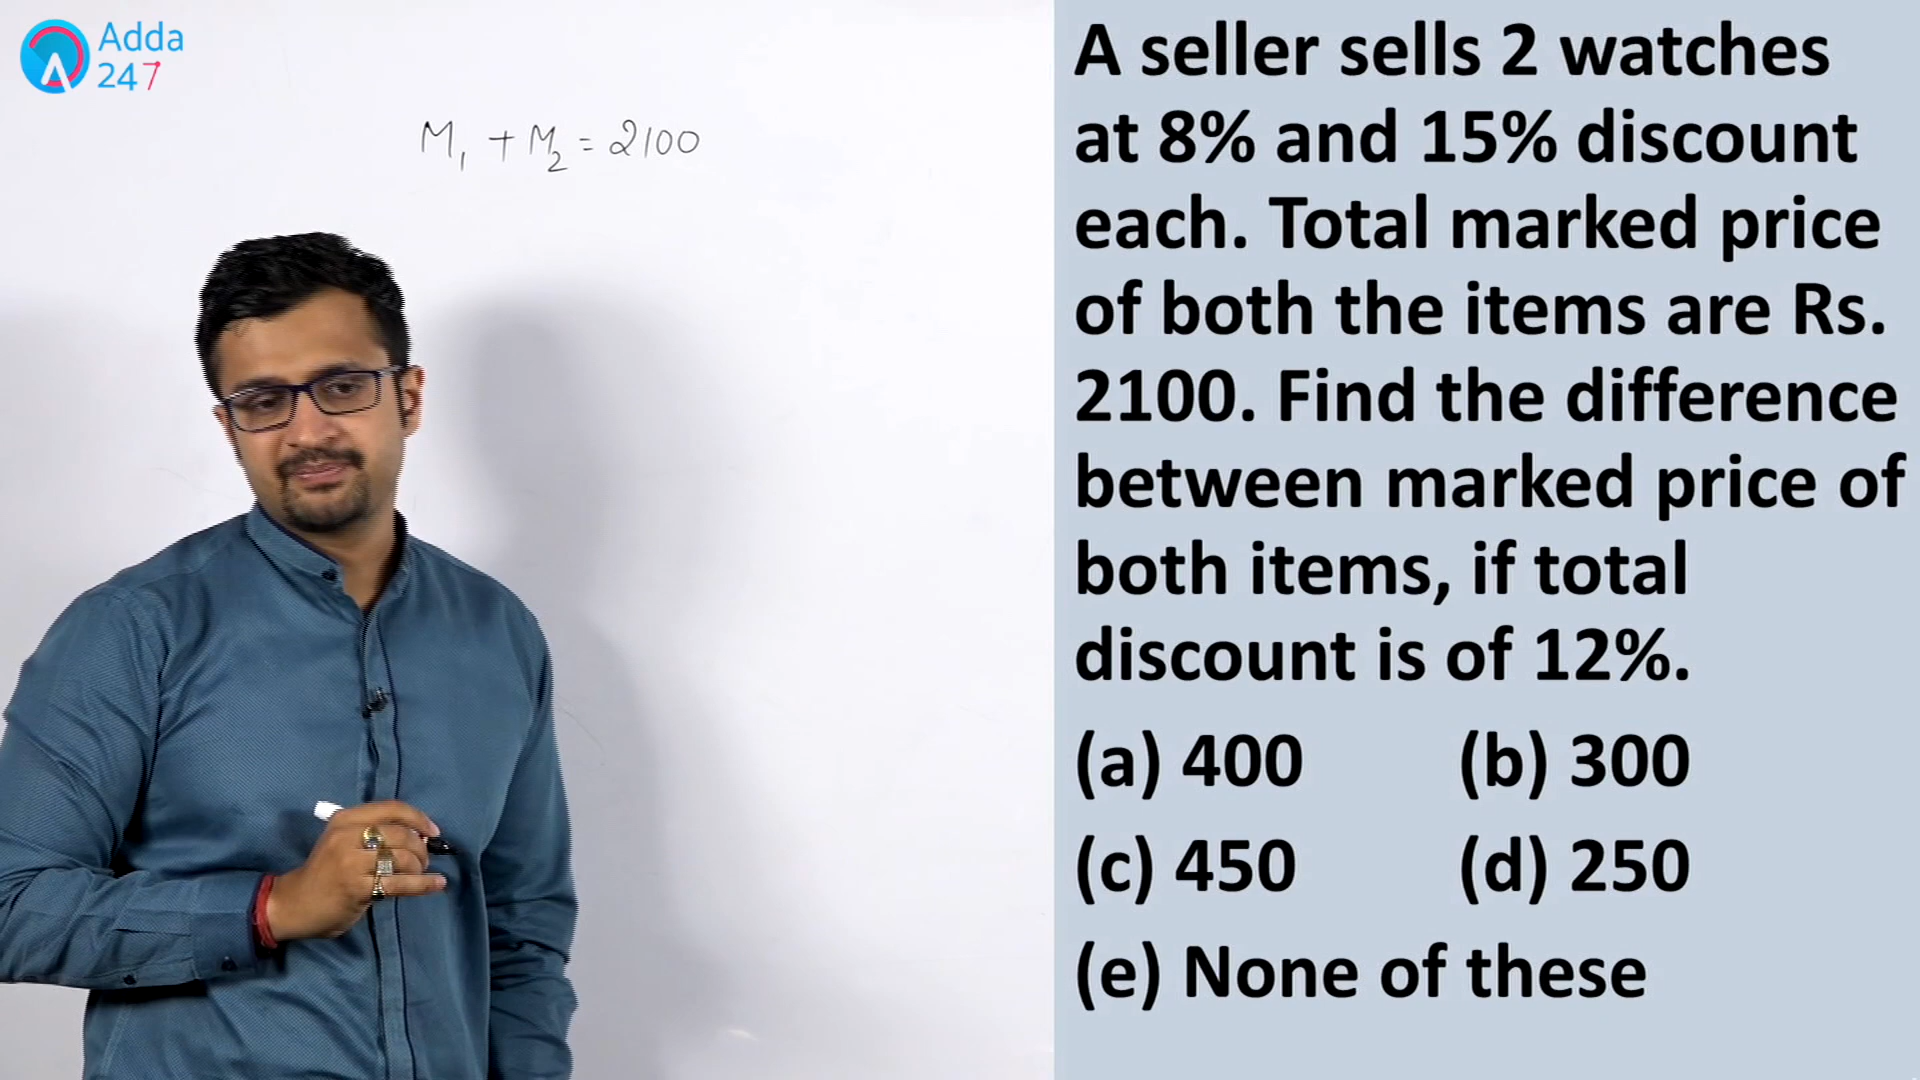 Adda
247
M₁ + M₂ = 2100
A seller sells 2 watches
at 8% and 15% discount
each. Total marked price
of both the items are Rs.
2100. Find the difference
between marked price of
both items, if total
discount is of 12%.
(a) 400 (b) 300
(c) 450 (d) 250
(e) None of these